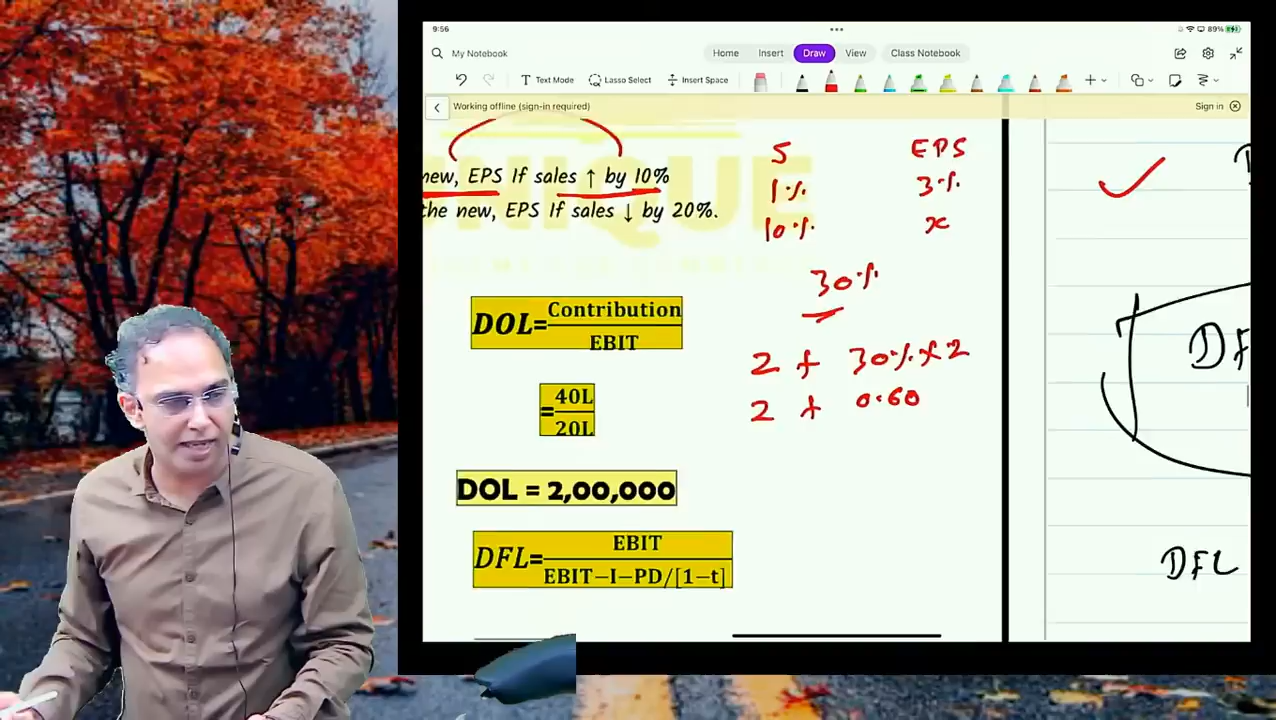 9:56
89%
My Notebook
Home Insert Draw View Class Notebook
Text Mode Lasso Select Insert Space
Working offline (sign-in required) Sign in
new, EPS If sales ↑ by 10%
the new, EPS If sales ↓ by 20%.
UNIQUE
S EPS
1% 3%
10% x
30%
2 + 30% x 2
2 + 0.60
DOL=Contribution/EBIT
=40L/20L
DOL = 2,00,000
DFL=EBIT/EBIT-I-PD/[1-t]
DF
DFL